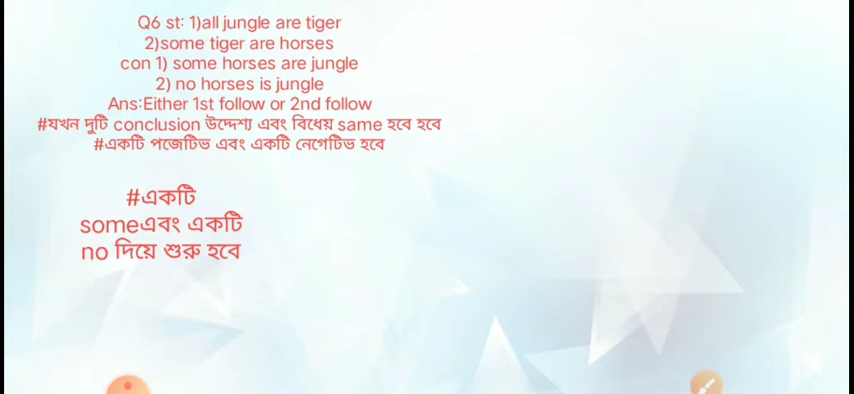 Q6 st: 1)all jungle are tiger
2)some tiger are horses
con 1) some horses are jungle
2) no horses is jungle
Ans:Either 1st follow or 2nd follow
#যখন দুটি conclusion উদ্দেশ্য এবং বিধেয় same হবে হবে
#একটি পজেটিভ এবং একটি নেগেটিভ হবে
#একটি
someএবং একটি
no দিয়ে শুরু হবে